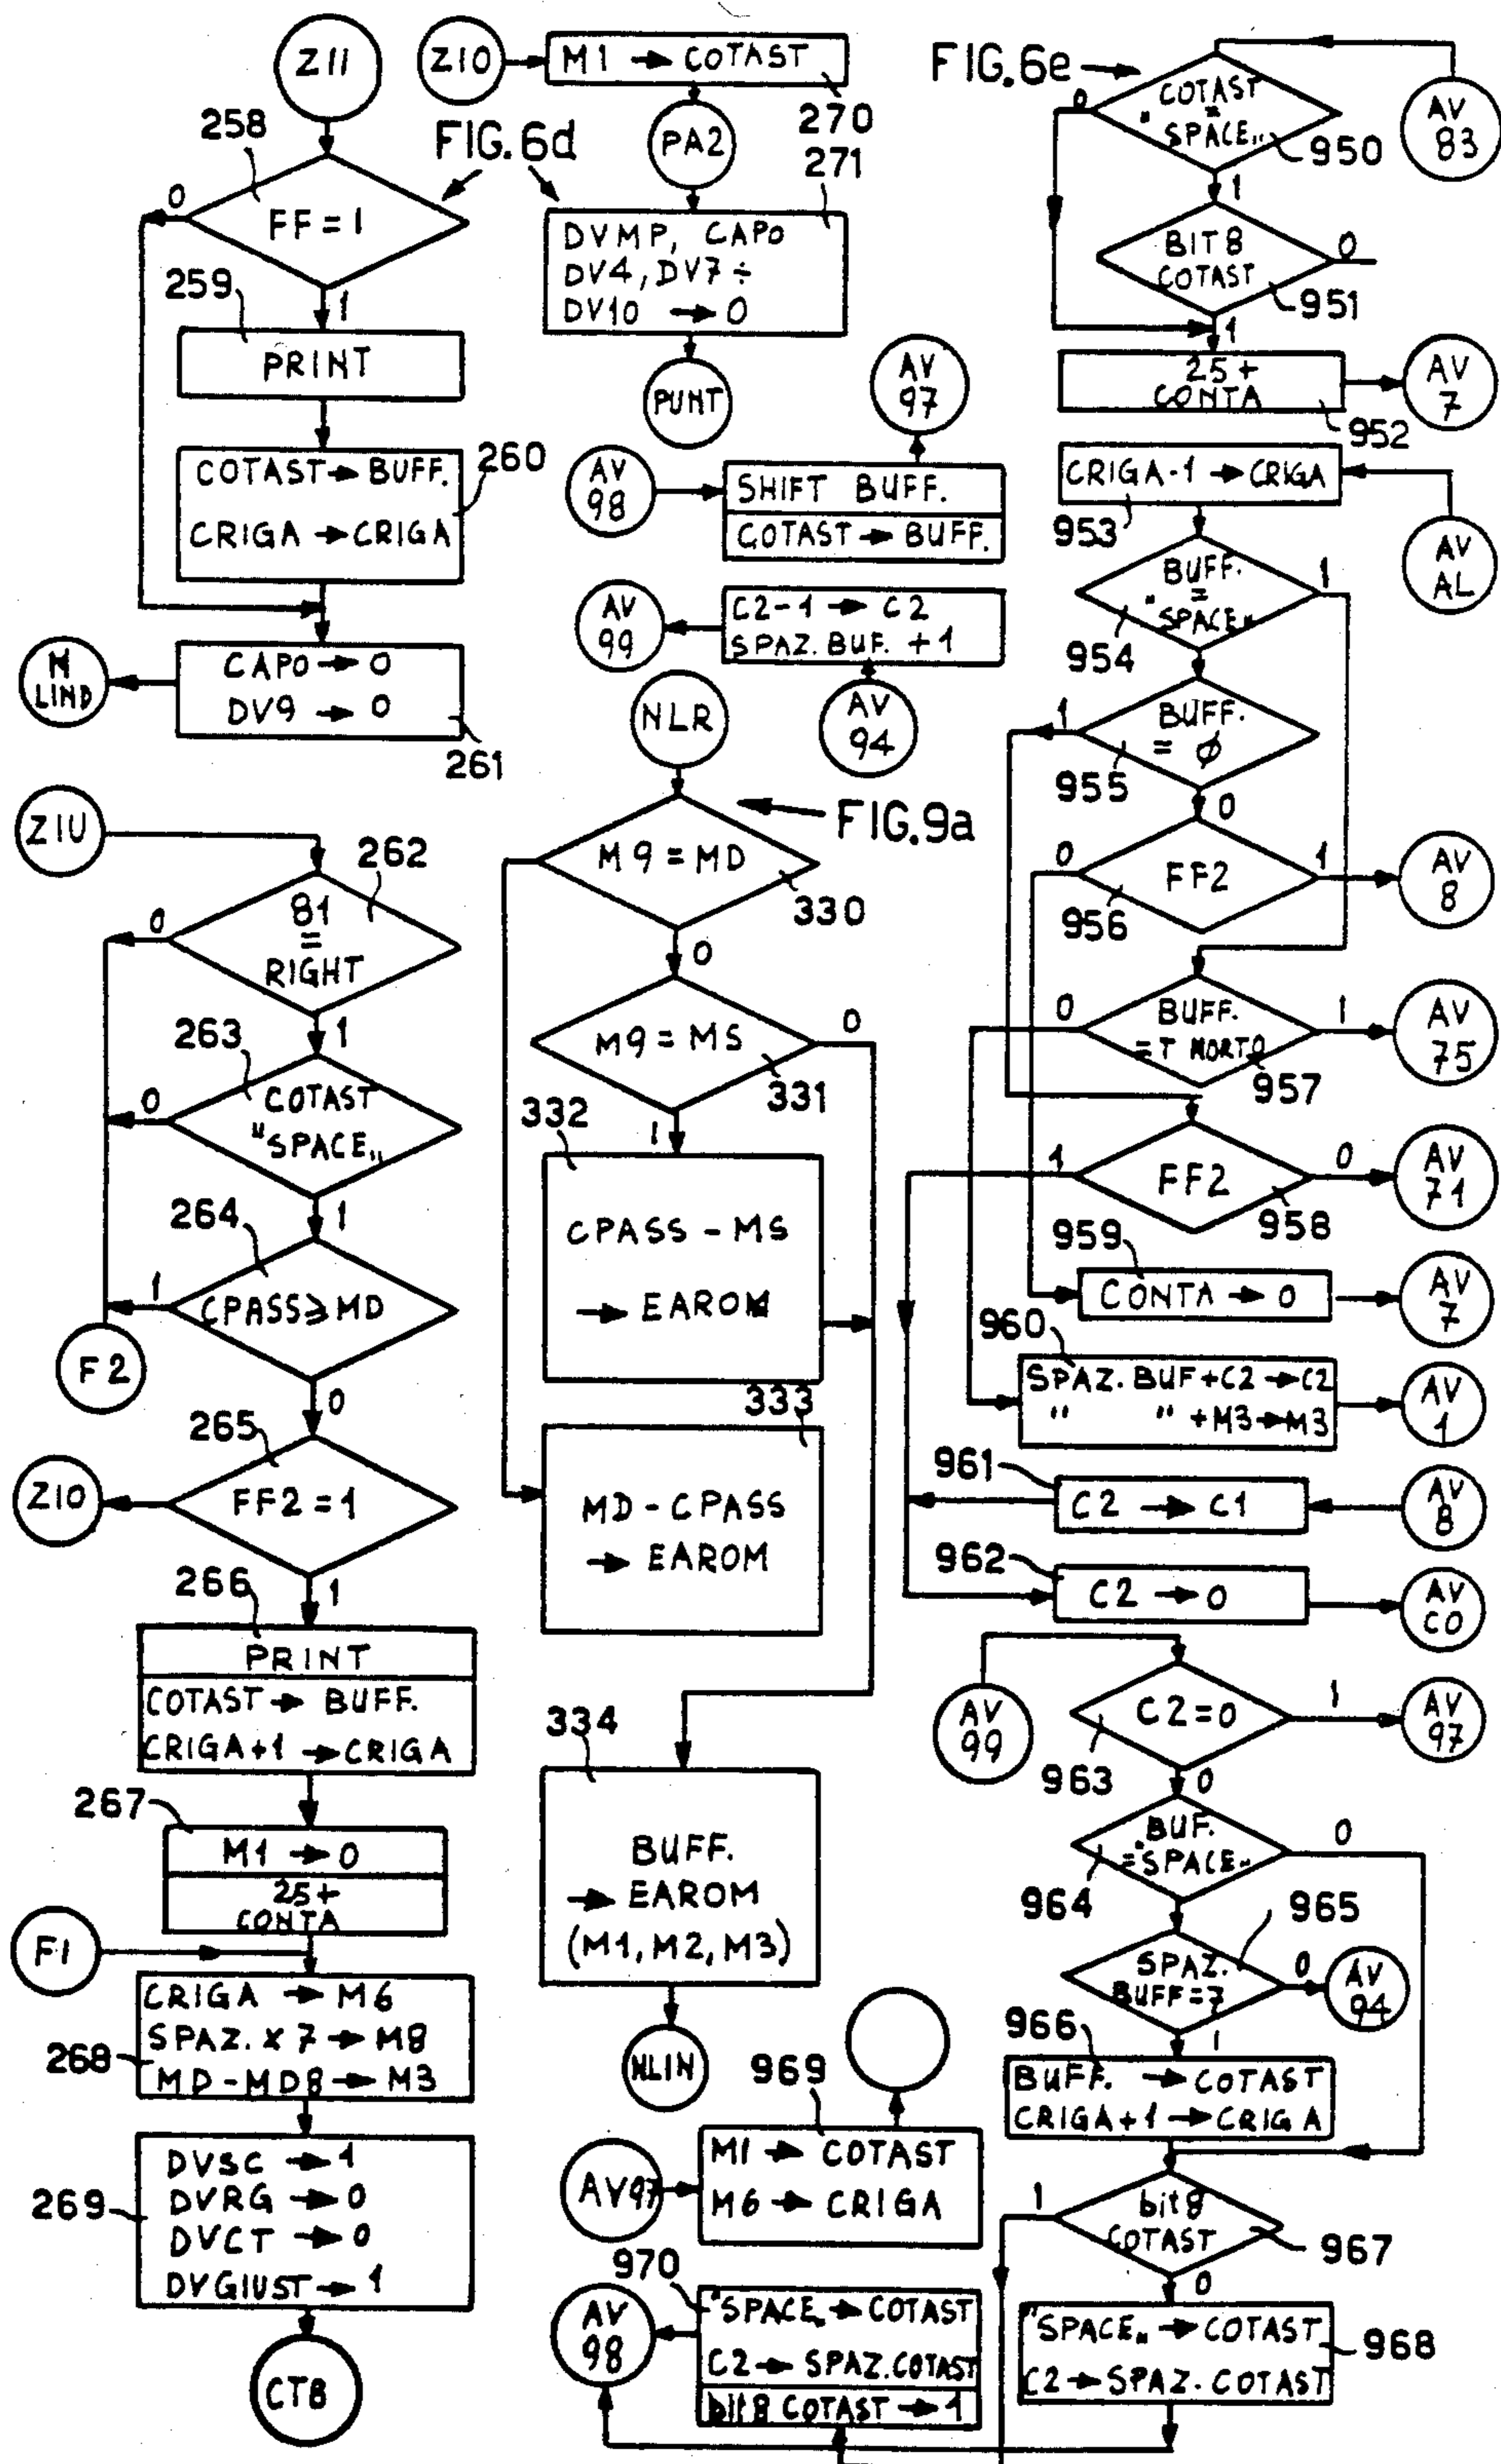 Z11
258
FF=1
0
1
259
PRINT
COTAST→BUFF.
CRIGA→CRIGA
260
CAPO→0
DV9→0
261
N
LIND
FIG.6d
Z10
M1→COTAST
270
PA2
271
DVMP, CAPO
DV4, DV7÷
DV10→0
PUNT
AV
97
AV
98
SHIFT BUFF.
COTAST→BUFF.
AV
99
C2-1→C2
SPAZ.BUF.+1
AV
94
Z1U
262
81
=
RIGHT
0
1
263
COTAST
"SPACE"
0
1
264
CPASS≥MD
1
0
F2
265
FF2=1
Z10
1
266
PRINT
COTAST→BUFF.
CRIGA+1→CRIGA
267
M1→0
25+
CONTA
F1
CRIGA→M6
SPAZ.x7→M8
MD-MD8→M3
268
DVSC→1
DVRG→0
DVCT→0
DVGIUST→1
269
CT8
NLR
FIG.9a
M9=MD
330
0
M9=MS
0
331
332
1
CPASS-MS
→EAROM
333
MD-CPASS
→EAROM
334
BUFF.
→EAROM
(M1,M2,M3)
NLIN
FIG.6e→
COTAST
=
"SPACE"
0
950
AV
83
1
BIT8
COTAST
0
951
1
25+
CONTA
952
AV
7
CRIGA-1→CRIGA
953
AV
AL
BUFF.
=
"SPACE"
1
954
BUFF.
=ø
1
955
0
FF2
0
1
956
AV
8
BUFF.
=T MORTO
0
1
957
AV
75
FF2
1
0
958
AV
71
959
CONTA→0
AV
7
960
SPAZ.BUF+C2→C2
" "+M3→M3
AV
1
961
C2→C1
AV
8
962
C2→0
AV
CO
AV
99
C2=0
1
963
AV
97
0
BUF.
="SPACE"
0
964
965
SPAZ.
BUFF=7
0
AV
94
1
966
BUFF.→COTAST
CRIGA+1→CRIGA
bit8
COTAST
1
967
0
"SPACE"→COTAST
C2→SPAZ.COTAST
968
969
AV97
M1→COTAST
M6→CRIGA
970
AV
98
"SPACE"→COTAST
C2→SPAZ.COTAST
bit8 COTAST→1